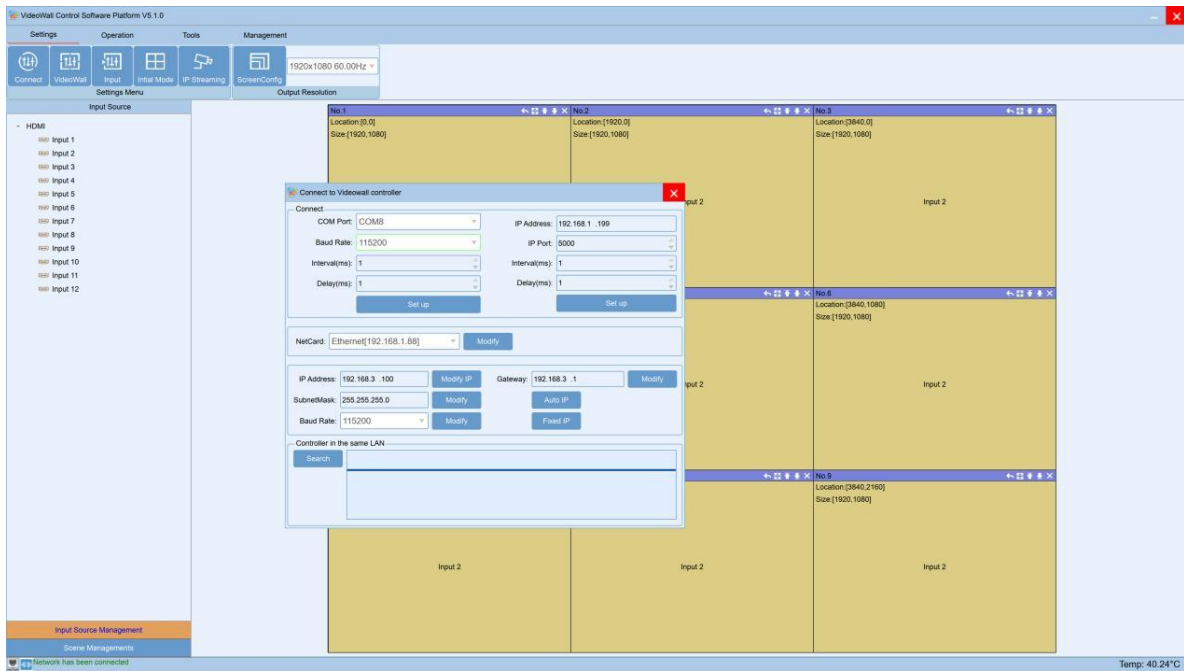 VideoWall Control Software Platform V5.1.0
Settings Operation Tools Management
Connect VideoWall Input Intial Mode IP Streaming ScreenConfig 1920x1080 60.00Hz
Settings Menu Output Resolution
Input Source
HDMI
Input 1
Input 2
Input 3
Input 4
Input 5
Input 6
Input 7
Input 8
Input 9
Input 10
Input 11
Input 12
Input Source Management
Scene Managements
No.1
Location:[0,0]
Size:[1920,1080]
No.2
Location:[1920,0]
Size:[1920,1080]
put 2
No.3
Location:[3840,0]
Size:[1920,1080]
Input 2
Connect to Videowall controller
Connect
COM Port: COM8
Baud Rate: 115200
Interval(ms): 1
Delay(ms): 1
Set up
IP Address: 192.168.1 .199
IP Port: 5000
Interval(ms): 1
Delay(ms): 1
Set up
NetCard: Ethernet[192.168.1.88] Modify
IP Address: 192.168.3 .100 Modify IP Gateway: 192.168.3 .1 Modify
SubnetMask: 255.255.255.0 Modify Auto IP
Baud Rate: 115200 Modify Fixed IP
Controller in the same LAN
Search
put 2
No.6
Location:[3840,1080]
Size:[1920,1080]
Input 2
No.9
Location:[3840,2160]
Size:[1920,1080]
Input 2 Input 2 Input 2
Network has been connected Temp: 40.24°C